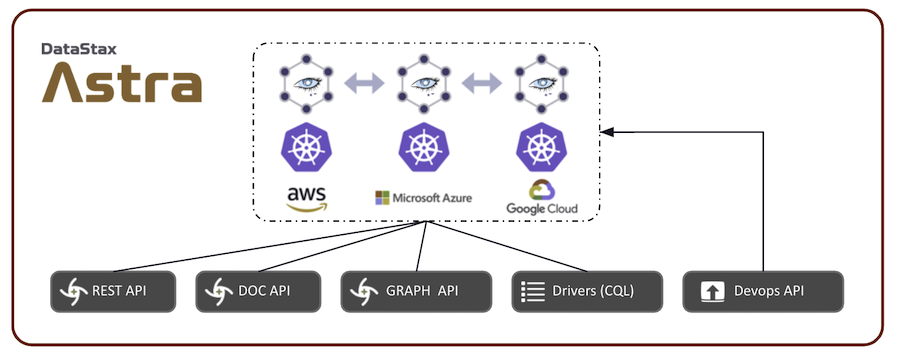 DataStax
Astra
aws
Microsoft Azure
Google Cloud
REST API
DOC API
GRAPH API
Drivers (CQL)
Devops API